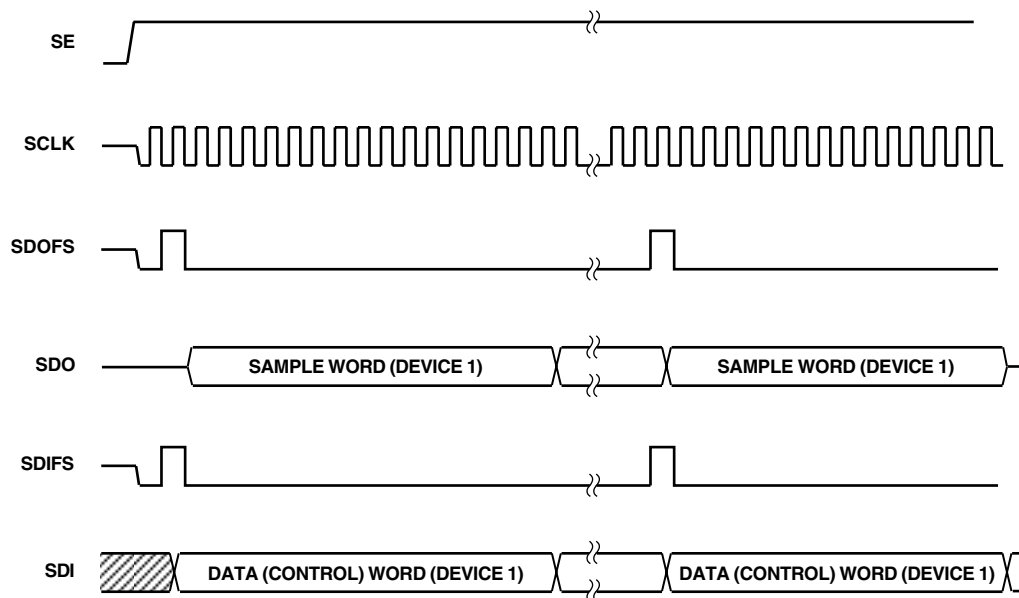 SE
SCLK
SDOFS
SDO
SAMPLE WORD (DEVICE 1)
SAMPLE WORD (DEVICE 1)
SDIFS
SDI
DATA (CONTROL) WORD (DEVICE 1)
DATA (CONTROL) WORD (DEVICE 1)